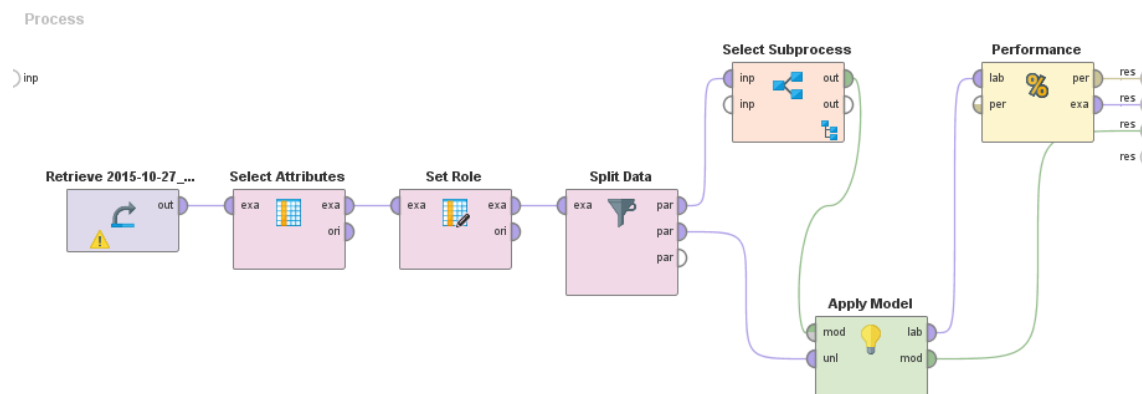 Process
inp
Select Subprocess
inp out
inp out
Performance
lab per
per exa
res
res
res
res
Retrieve 2015-10-27_...
out
Select Attributes
exa exa
ori
Set Role
exa exa
ori
Split Data
exa par
par
par
Apply Model
mod lab
unl mod